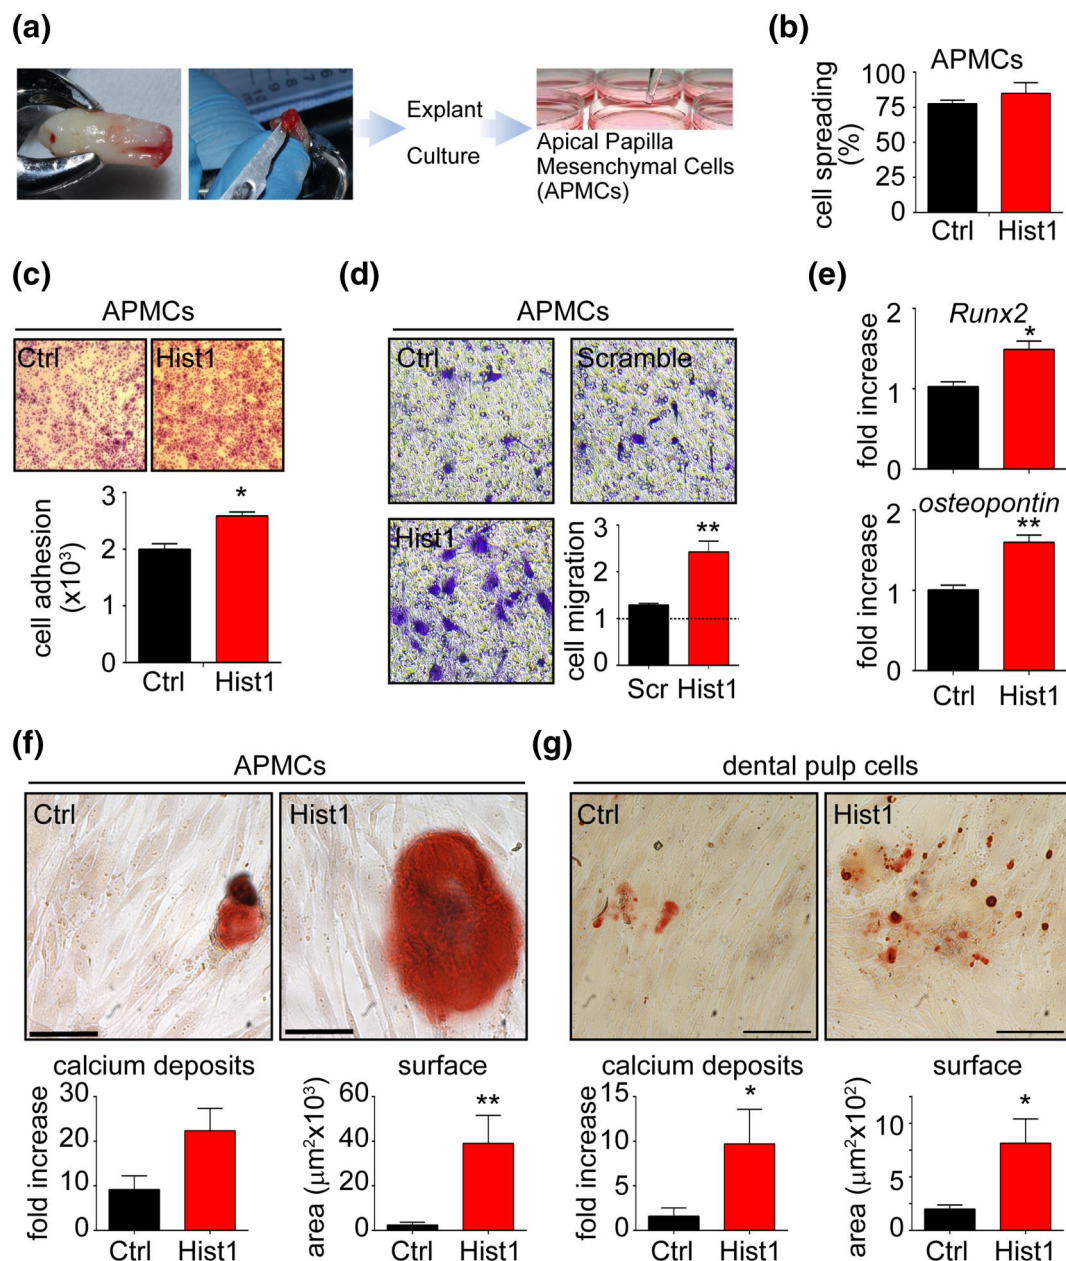 (a)
Explant
Culture
Apical Papilla
Mesenchymal Cells
(APMCs)
(b)
APMCs
cell spreading
(%)
100
75
50
25
0
Ctrl
Hist1
(c)
APMCs
Ctrl
Hist1
cell adhesion
(x10³)
3
2
1
0
*
Ctrl
Hist1
(d)
APMCs
Ctrl
Scramble
Hist1
cell migration
3
2
1
0
**
Scr
Hist1
(e)
Runx2
fold increase
2
1
0
*
osteopontin
fold increase
2
1
0
**
Ctrl
Hist1
(f)
APMCs
Ctrl
Hist1
calcium deposits
fold increase
30
20
10
0
Ctrl
Hist1
surface
area (μm²x10³)
60
40
60
0
**
Ctrl
Hist1
(g)
dental pulp cells
Ctrl
Hist1
calcium deposits
fold increase
15
10
5
0
*
Ctrl
Hist1
surface
area (μm²x10²)
10
5
0
*
Ctrl
Hist1